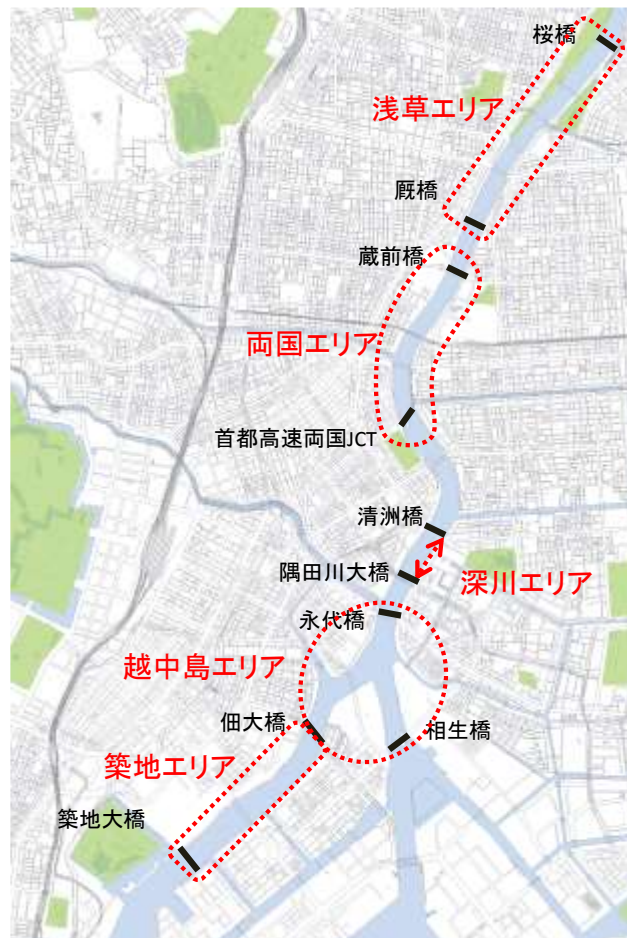 桜橋
浅草エリア
厩橋
蔵前橋
両国エリア
首都高速両国JCT
清洲橋
隅田川大橋
深川エリア
永代橋
越中島エリア
佃大橋
相生橋
築地エリア
築地大橋